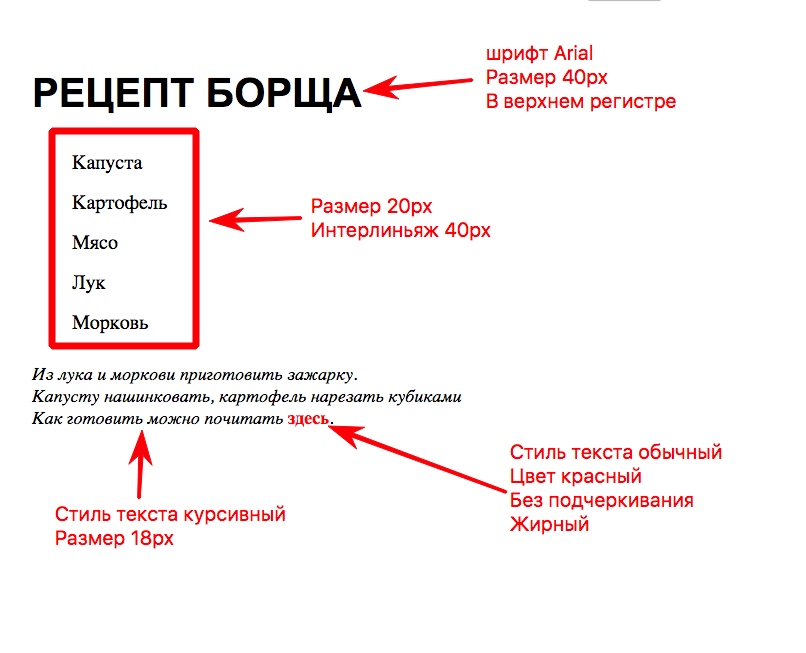 шрифт Arial
Размер 40px
В верхнем регистре
РЕЦЕПТ БОРЩА
Капуста
Картофель
Мясо
Лук
Морковь
Размер 20px
Интерлиньяж 40px
Из лука и моркови приготовить зажарку.
Капусту нашинковать, картофель нарезать кубиками
Как готовить можно почитать здесь.
Стиль текста обычный
Цвет красный
Без подчеркивания
Жирный
Стиль текста курсивный
Размер 18px